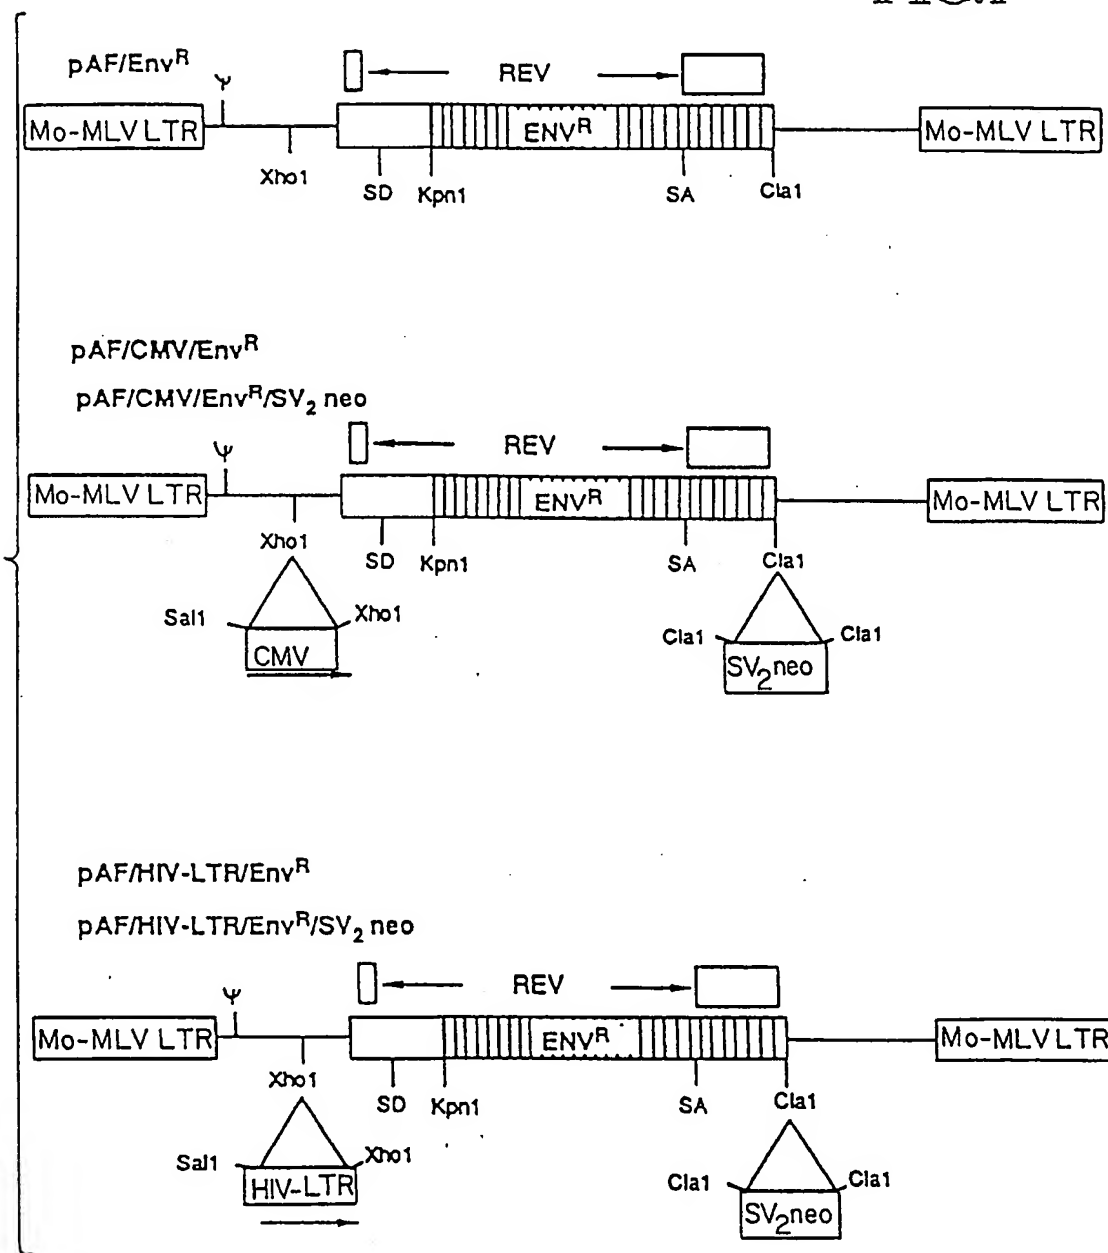 pAF/Env^R
Ψ
REV
Mo-MLV LTR
ENV^R
Mo-MLV LTR
Xho1
SD
Kpn1
SA
Cla1
pAF/CMV/Env^R
pAF/CMV/Env^R/SV₂ neo
Ψ
REV
Mo-MLV LTR
ENV^R
Mo-MLV LTR
Xho1
SD
Kpn1
SA
Cla1
Sal1
Xho1
Cla1
Cla1
CMV
SV₂neo
pAF/HIV-LTR/Env^R
pAF/HIV-LTR/Env^R/SV₂ neo
Ψ
REV
Mo-MLV LTR
ENV^R
Mo-MLV LTR
Xho1
SD
Kpn1
SA
Cla1
Sal1
Xho1
Cla1
Cla1
HIV-LTR
SV₂neo